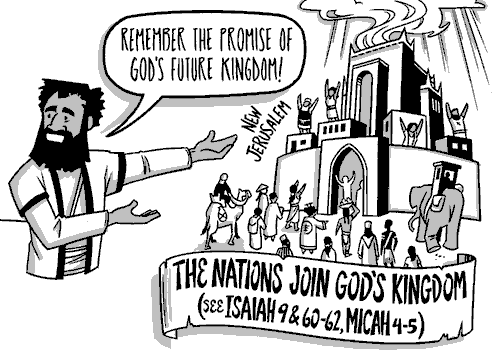 REMEMBER THE PROMISE OF
GOD'S FUTURE KINGDOM!
NEW
JERUSALEM
THE NATIONS JOIN GOD'S KINGDOM
(SEE ISAIAH 9 & 60-62, MICAH 4-5)